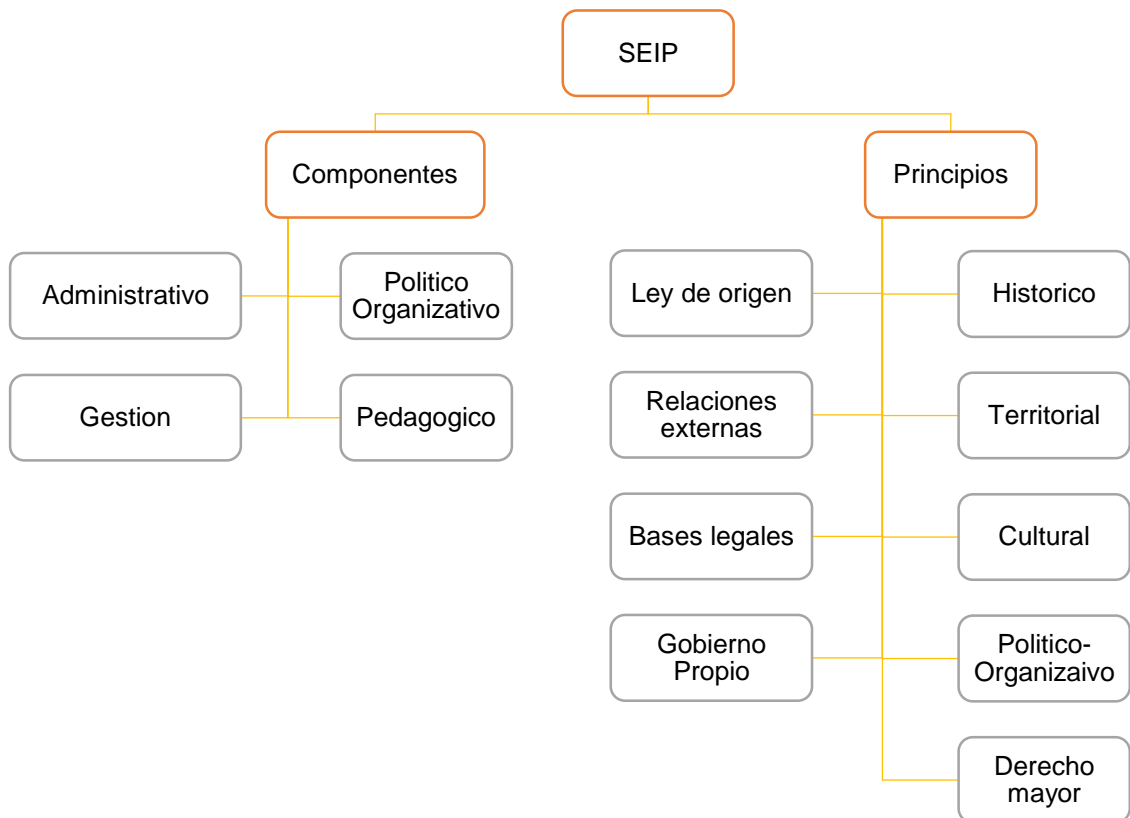 SEIP
Componentes
Principios
Administrativo
Politico
Organizativo
Gestion
Pedagogico
Ley de origen
Historico
Relaciones
externas
Territorial
Bases legales
Cultural
Gobierno
Propio
Politico-
Organizaivo
Derecho
mayor